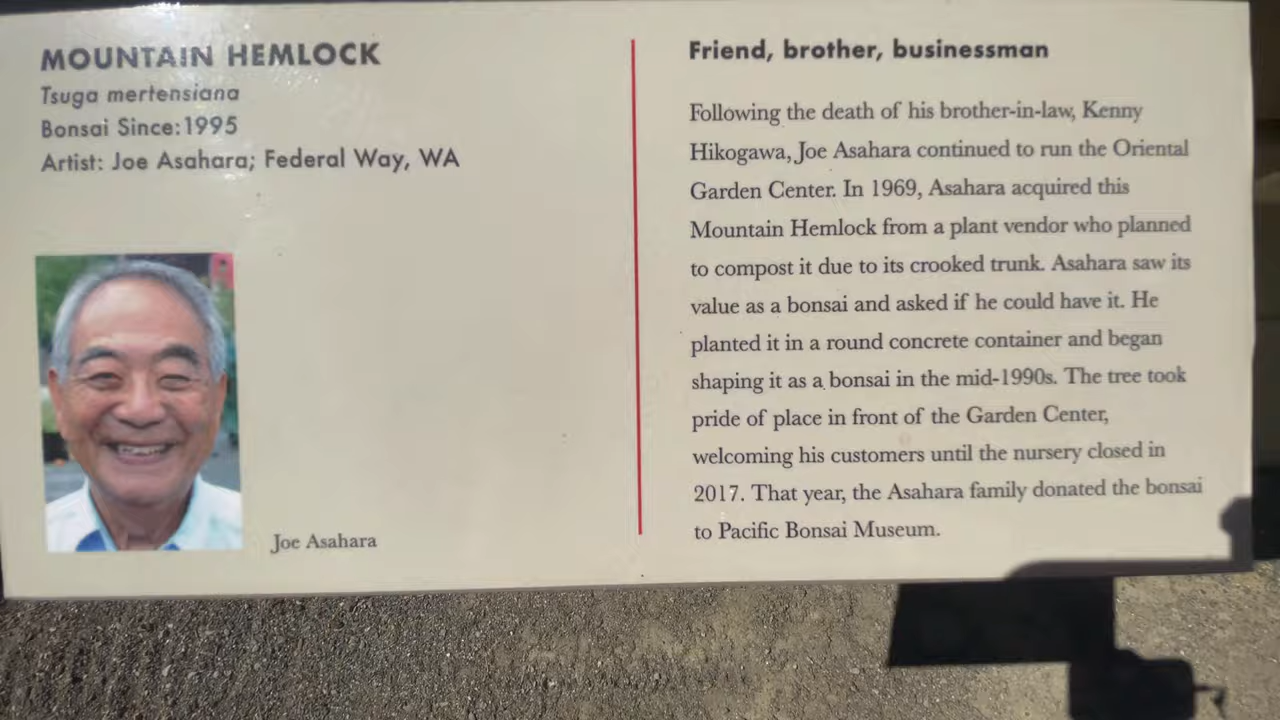 MOUNTAIN HEMLOCK
Tsuga mertensiana
Bonsai Since:1995
Artist: Joe Asahara; Federal Way, WA
Joe Asahara
Friend, brother, businessman
Following the death of his brother-in-law, Kenny
Hikogawa, Joe Asahara continued to run the Oriental
Garden Center. In 1969, Asahara acquired this
Mountain Hemlock from a plant vendor who planned
to compost it due to its crooked trunk. Asahara saw its
value as a bonsai and asked if he could have it. He
planted it in a round concrete container and began
shaping it as a bonsai in the mid-1990s. The tree took
pride of place in front of the Garden Center,
welcoming his customers until the nursery closed in
2017. That year, the Asahara family donated the bonsai
to Pacific Bonsai Museum.